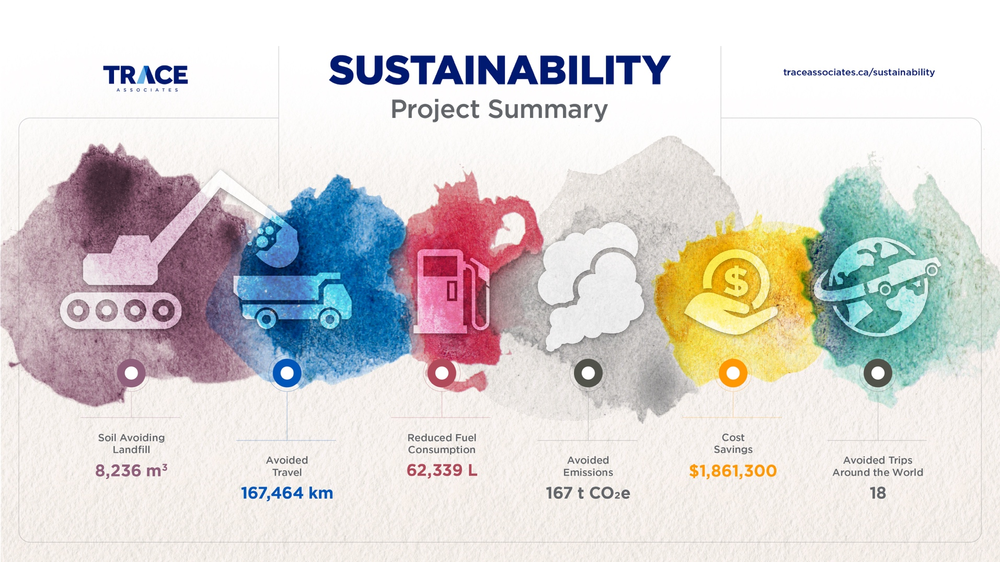 TRACE
ASSOCIATES
SUSTAINABILITY
Project Summary
traceassociates.ca/sustainability
$
Soil Avoiding
Landfill
8,236 m³
Avoided
Travel
167,464 km
Reduced Fuel
Consumption
62,339 L
Avoided
Emissions
167 t CO₂e
Cost
Savings
$1,861,300
Avoided Trips
Around the World
18